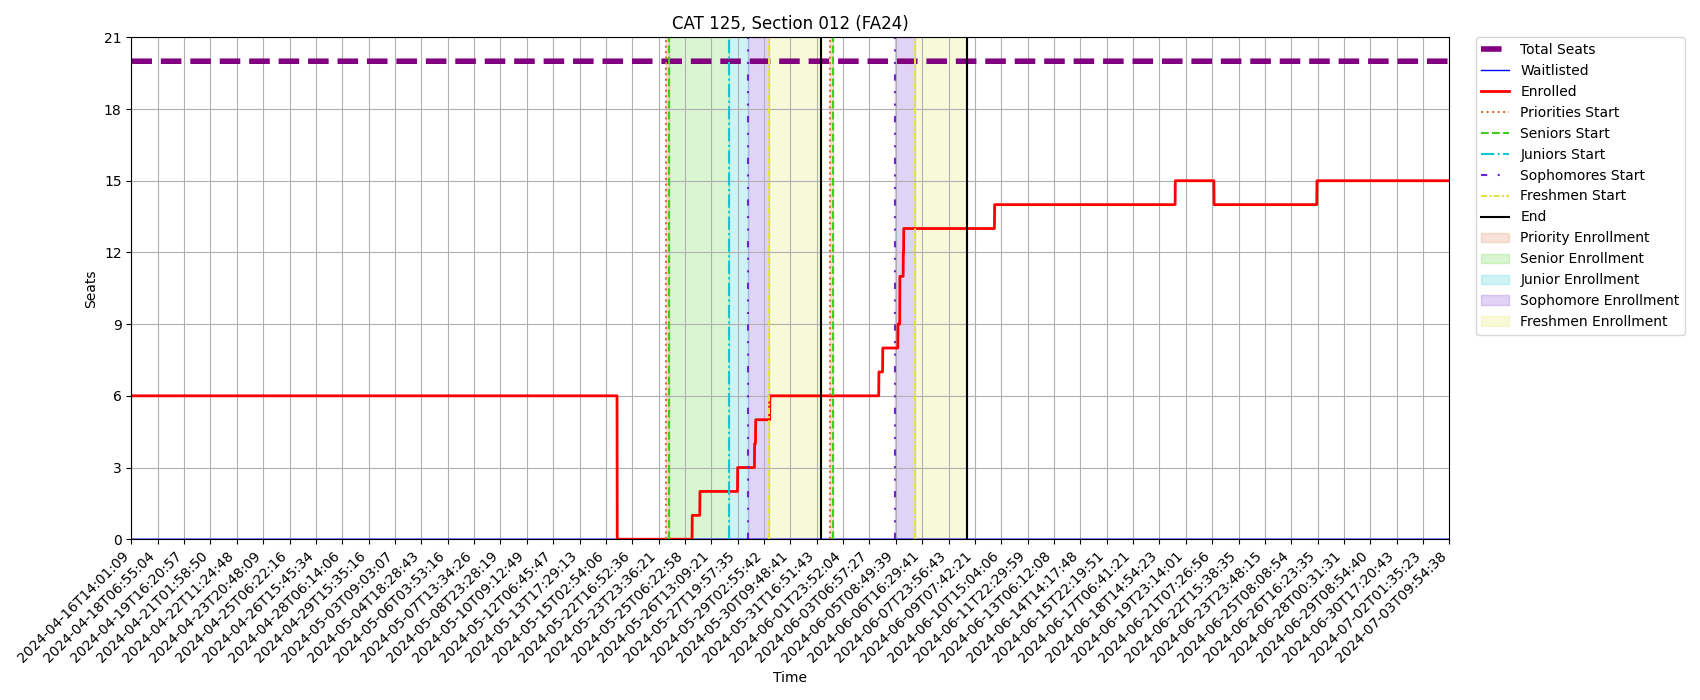 CAT 125, Section 012 (FA24)
21
18
15
12
9
6
3
0
Seats
2024-04-16T14:01:09
2024-04-18T06:55:04
2024-04-19T16:20:57
2024-04-21T01:58:50
2024-04-22T11:24:48
2024-04-23T20:48:09
2024-04-25T06:22:16
2024-04-26T15:45:34
2024-04-28T06:14:06
2024-04-29T15:35:16
2024-05-03T09:03:07
2024-05-04T18:28:43
2024-05-06T03:53:16
2024-05-07T13:34:26
2024-05-08T23:28:19
2024-05-10T09:12:49
2024-05-12T06:45:47
2024-05-13T17:29:13
2024-05-15T02:54:06
2024-05-22T16:52:36
2024-05-23T23:36:21
2024-05-25T06:22:58
2024-05-26T13:09:21
2024-05-27T19:57:35
2024-05-29T02:55:42
2024-05-30T09:48:41
2024-05-31T16:51:43
2024-06-01T23:52:04
2024-06-03T06:57:27
2024-06-05T08:49:39
2024-06-06T16:29:41
2024-06-07T23:56:43
2024-06-09T07:42:21
2024-06-10T15:04:06
2024-06-11T22:29:59
2024-06-13T06:12:08
2024-06-14T14:17:48
2024-06-15T22:19:51
2024-06-17T06:41:21
2024-06-18T14:54:23
2024-06-19T23:14:01
2024-06-21T07:26:56
2024-06-22T15:38:35
2024-06-23T23:48:15
2024-06-25T08:08:54
2024-06-26T16:23:35
2024-06-28T00:31:31
2024-06-29T08:54:40
2024-06-30T17:20:43
2024-07-02T01:35:23
2024-07-03T09:54:38
Time
Total Seats
Waitlisted
Enrolled
Priorities Start
Seniors Start
Juniors Start
Sophomores Start
Freshmen Start
End
Priority Enrollment
Senior Enrollment
Junior Enrollment
Sophomore Enrollment
Freshmen Enrollment